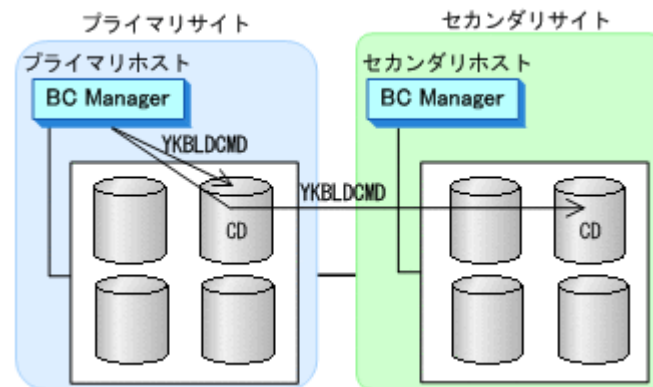 プライマリサイト
セカンダリサイト
プライマリホスト
セカンダリホスト
BC Manager
BC Manager
YKBLDCMD
YKBLDCMD
CD
CD